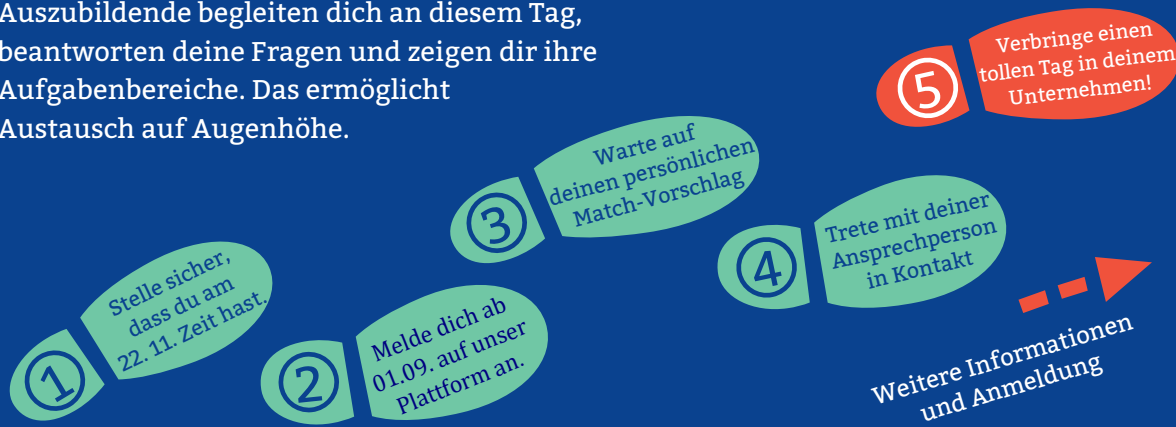 Auszubildende begleiten dich an diesem Tag,
beantworten deine Fragen und zeigen dir ihre
Aufgabenbereiche. Das ermöglicht
Austausch auf Augenhöhe.
1
Stelle sicher,
dass du am
22. 11. Zeit hast.
2
Melde dich ab
01.09. auf unser
Plattform an.
3
Warte auf
deinen persönlichen
Match-Vorschlag
4
Trete mit deiner
Ansprechperson
in Kontakt
5
Verbringe einen
tollen Tag in deinem
Unternehmen!
Weitere Informationen
und Anmeldung